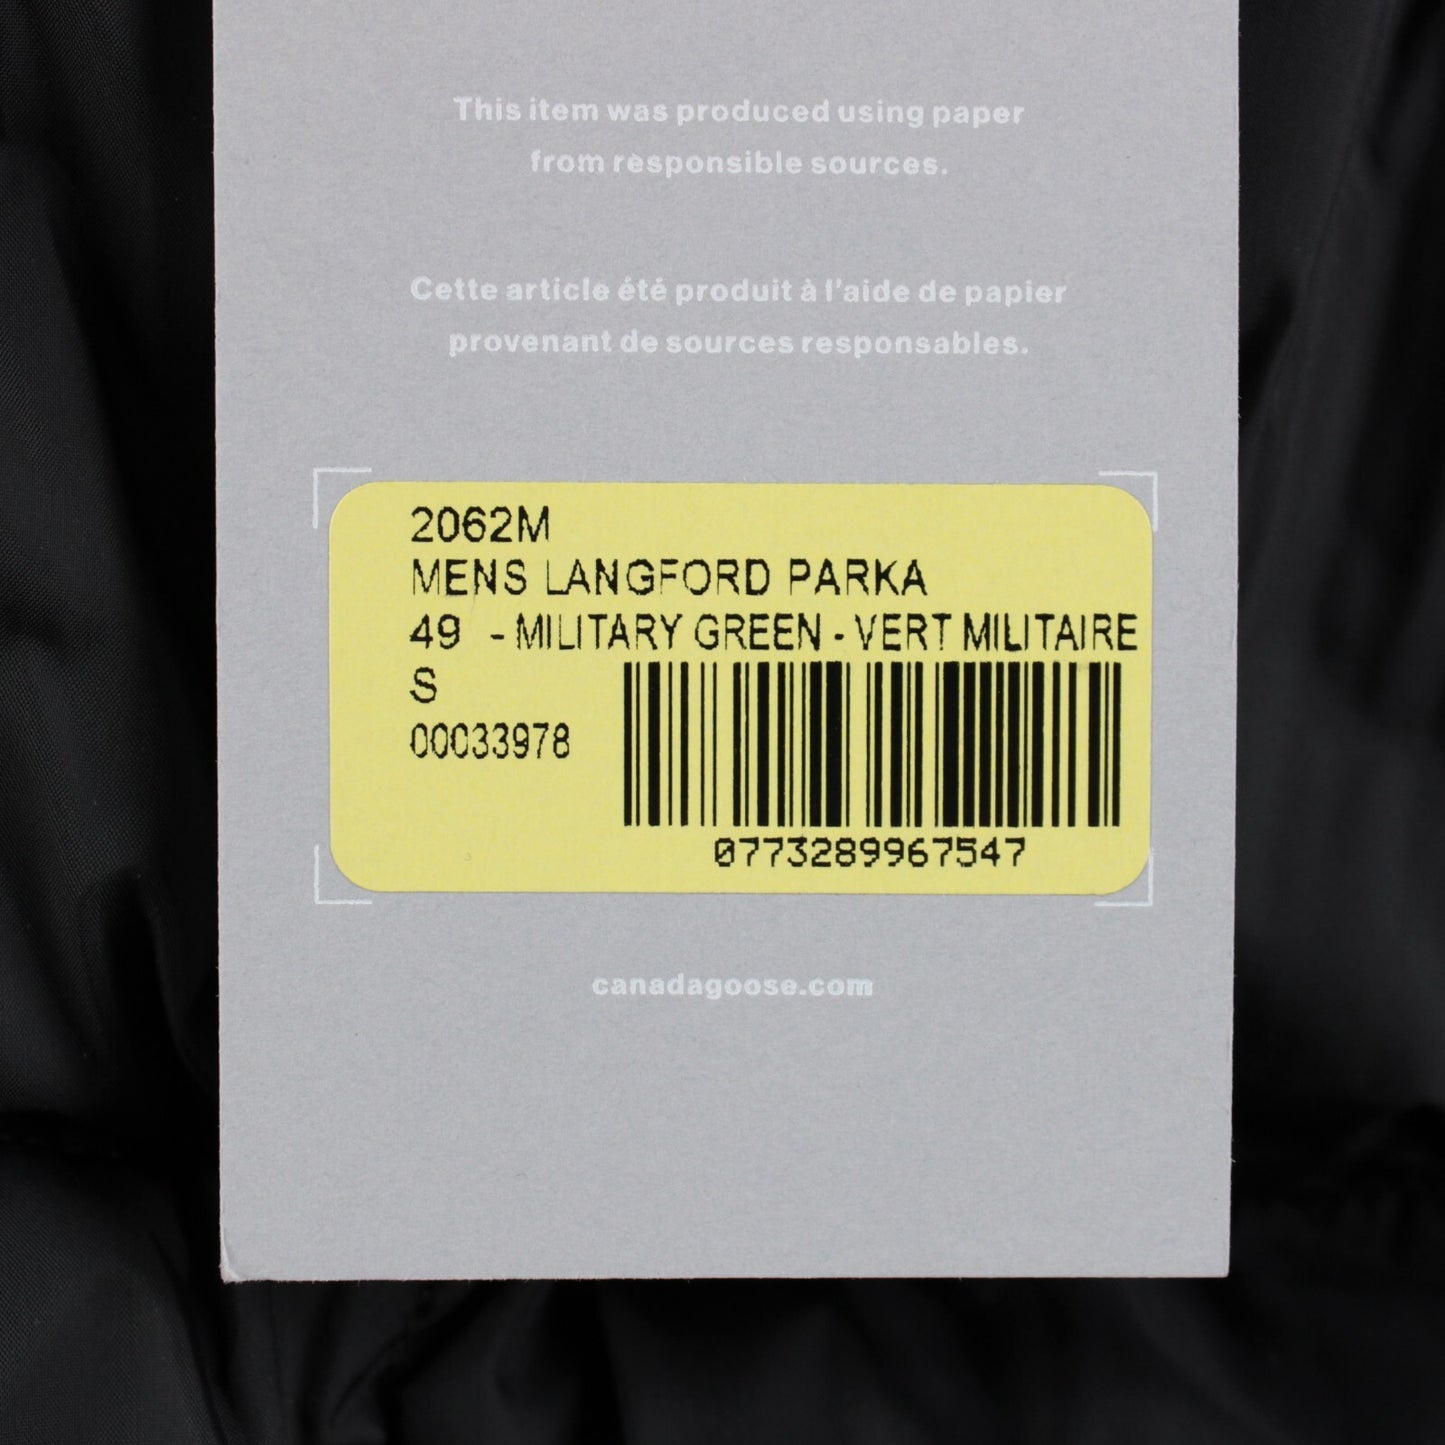 This item was produced using paper
from responsible sources.
Cette article été produit à l'aide de papier
provenant de sources responsables.
2062M
MENS LANGFORD PARKA
49 - MILITARY GREEN - VERT MILITAIRE
S
00033978
0773289967547
canadagoose.com